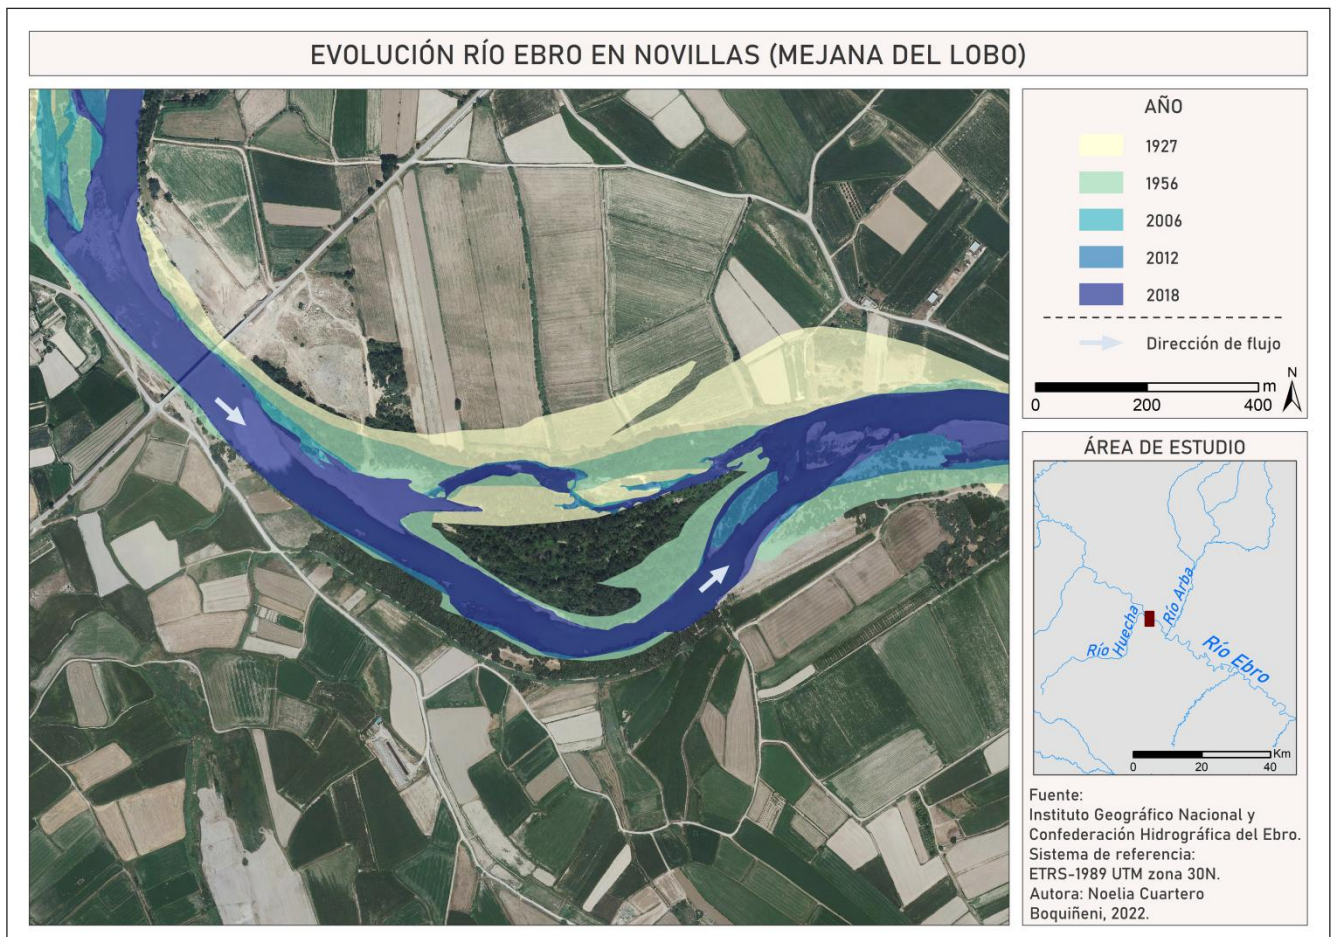 EVOLUCIÓN RÍO EBRO EN NOVILLAS (MEJANA DEL LOBO)
AÑO
1927
1956
2006
2012
2018
Dirección de flujo
N
m
0 200 400
ÁREA DE ESTUDIO
Río Huecha
Río Arba
Río Ebro
Km
0 20 40
Fuente:
Instituto Geográfico Nacional y
Confederación Hidrográfica del Ebro.
Sistema de referencia:
ETRS-1989 UTM zona 30N.
Autora: Noelia Cuartero
Boquiñeni, 2022.